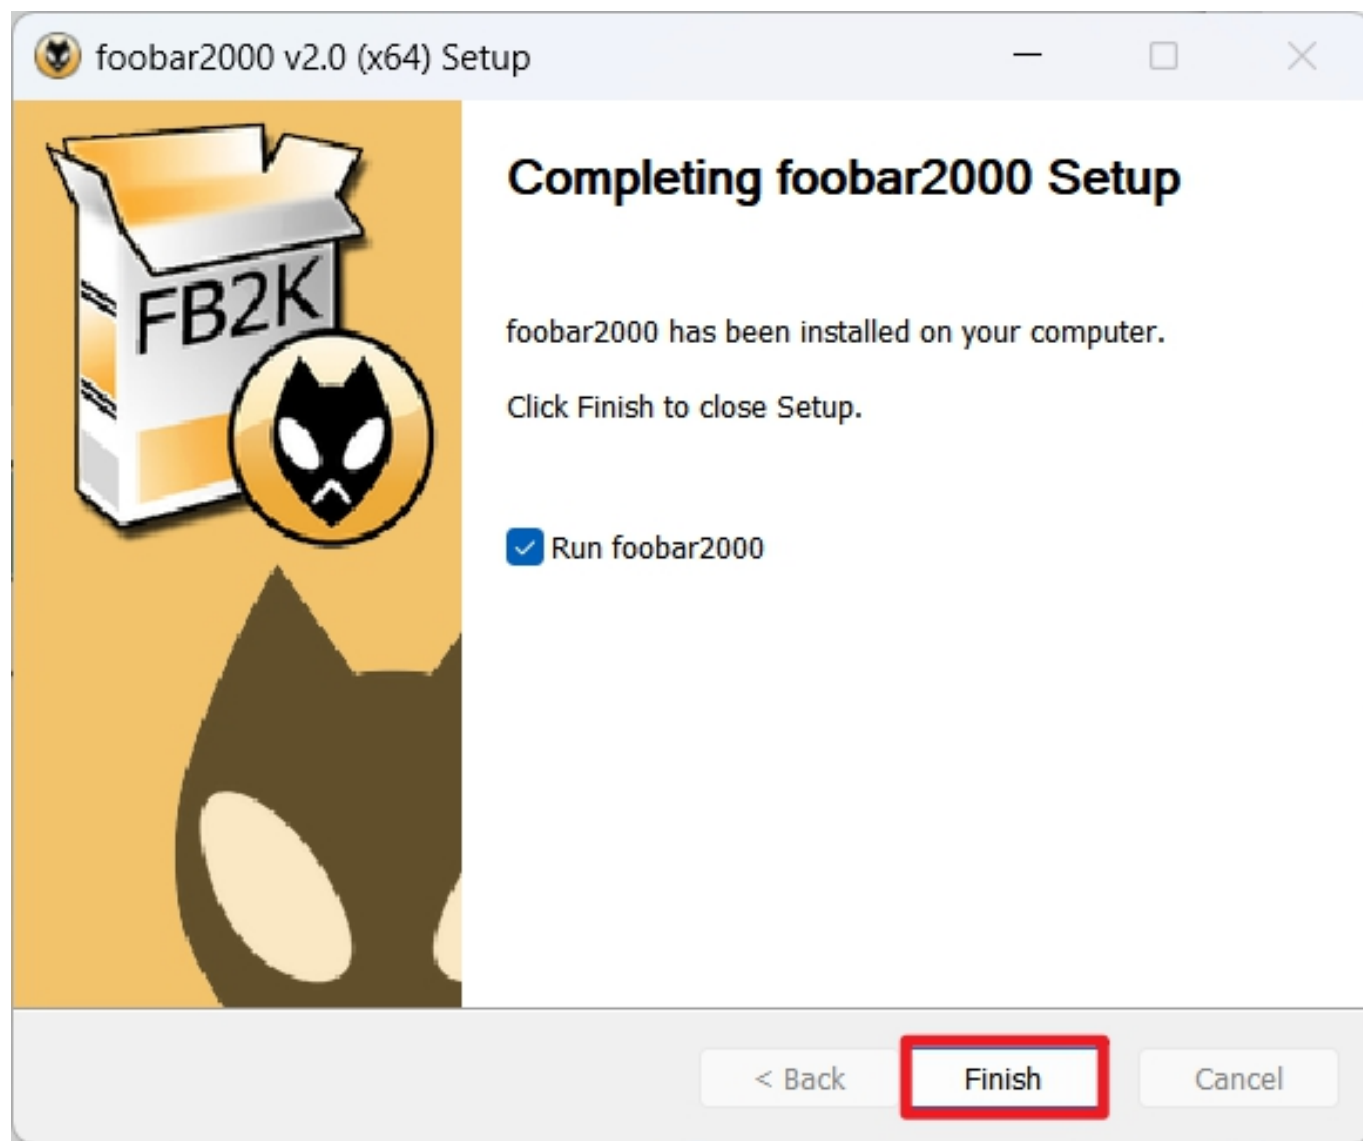 foobar2000 v2.0 (x64) Setup
FB2K
Completing foobar2000 Setup
foobar2000 has been installed on your computer.
Click Finish to close Setup.
Run foobar2000
< Back
Finish
Cancel